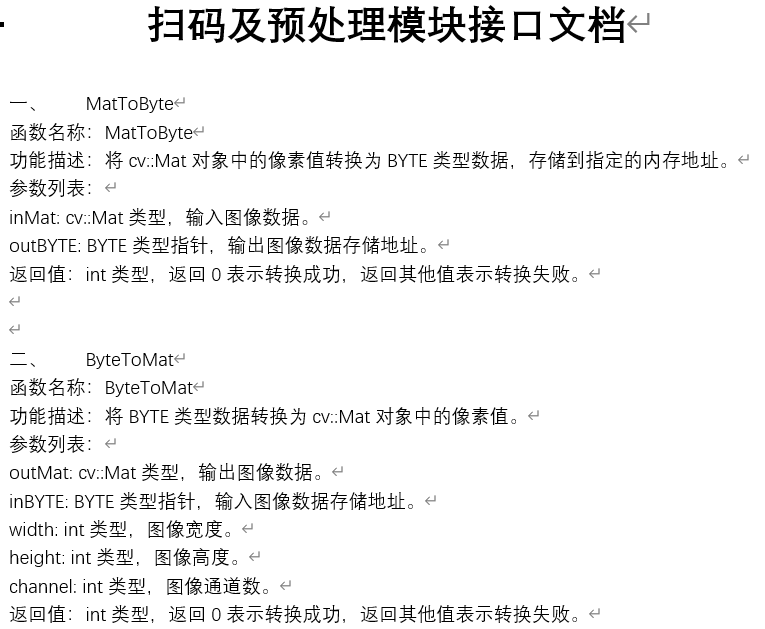 扫码及预处理模块接口文档
一、 MatToByte
函数名称：MatToByte
功能描述：将 cv::Mat 对象中的像素值转换为 BYTE 类型数据，存储到指定的内存地址。
参数列表：
inMat: cv::Mat 类型，输入图像数据。
outBYTE: BYTE 类型指针，输出图像数据存储地址。
返回值：int 类型，返回 0 表示转换成功，返回其他值表示转换失败。
二、 ByteToMat
函数名称：ByteToMat
功能描述：将 BYTE 类型数据转换为 cv::Mat 对象中的像素值。
参数列表：
outMat: cv::Mat 类型，输出图像数据。
inBYTE: BYTE 类型指针，输入图像数据存储地址。
width: int 类型，图像宽度。
height: int 类型，图像高度。
channel: int 类型，图像通道数。
返回值：int 类型，返回 0 表示转换成功，返回其他值表示转换失败。